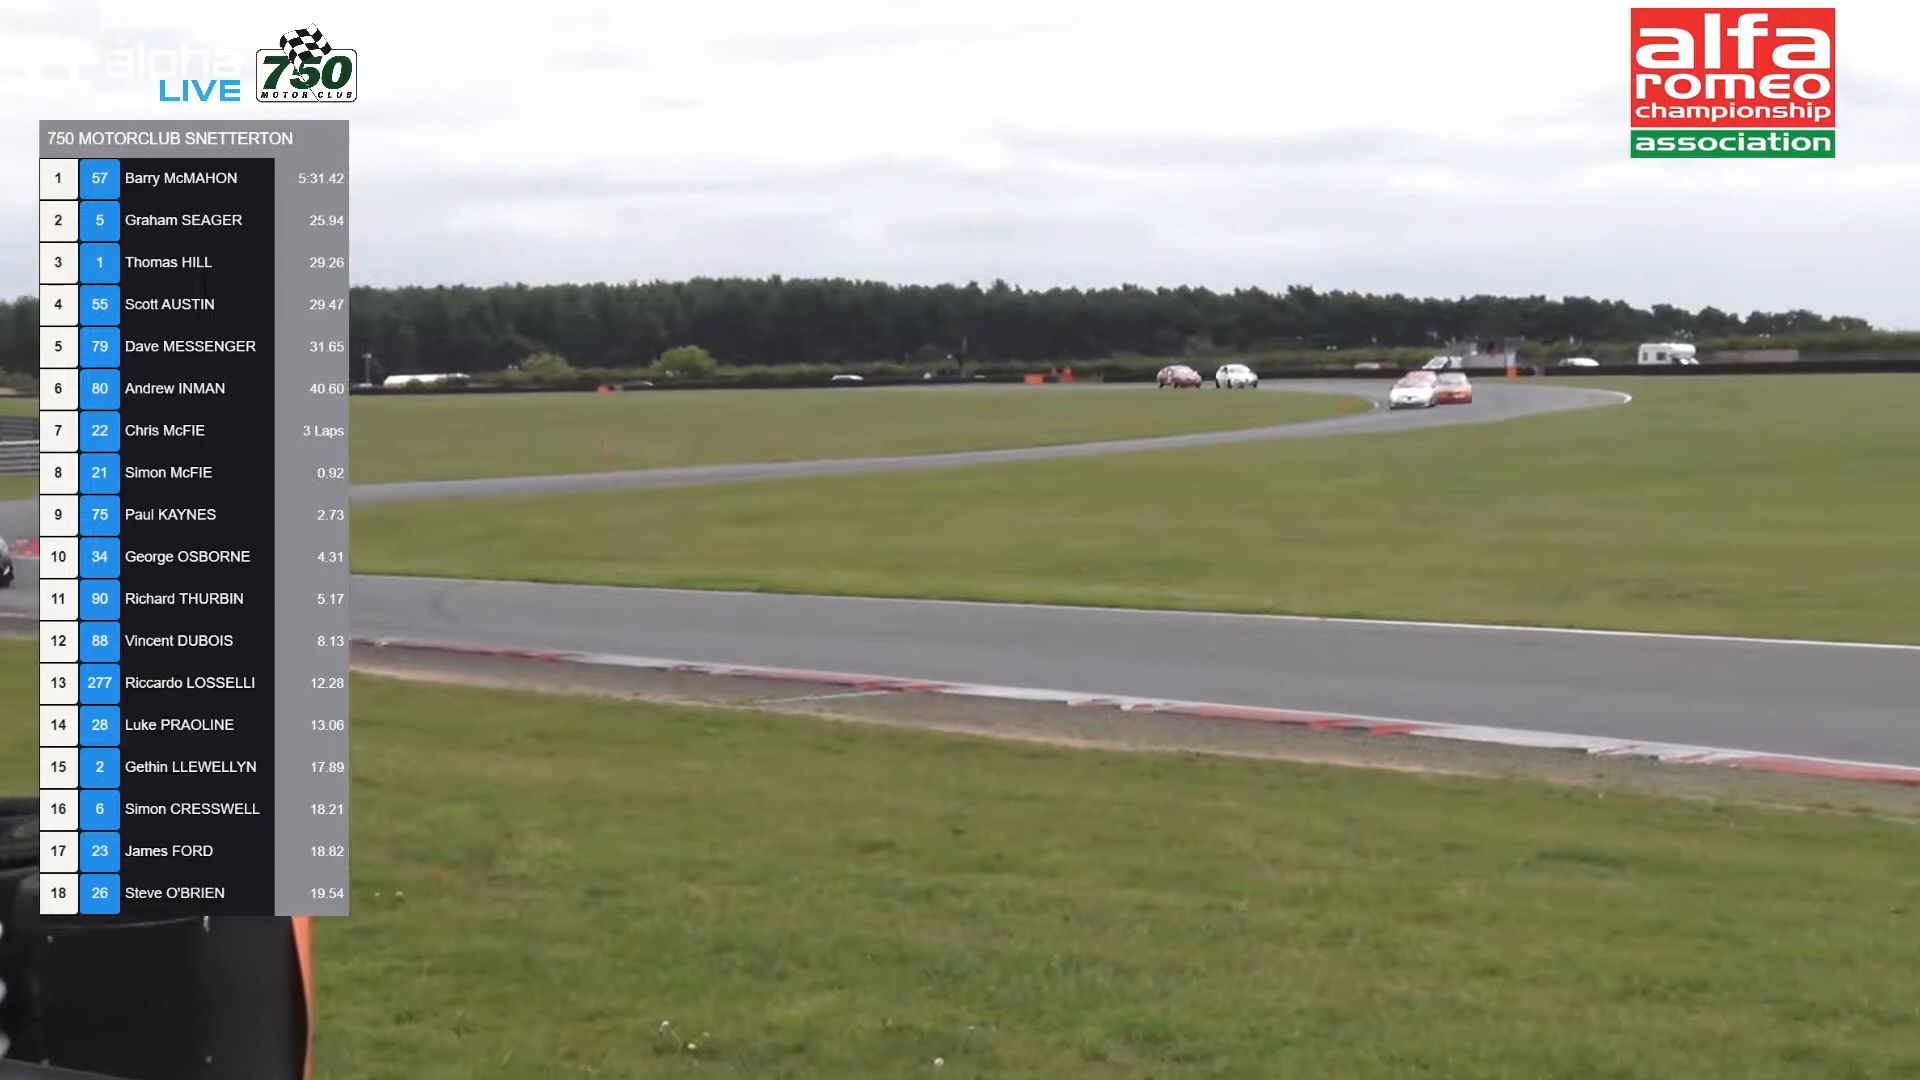 alpha
LIVE
750
MOTOR CLUB
alfa
romeo
championship
association
750 MOTORCLUB SNETTERTON
1 57 Barry McMAHON 5:31.42
2 5 Graham SEAGER 25.94
3 1 Thomas HILL 29.26
4 55 Scott AUSTIN 29.47
5 79 Dave MESSENGER 31.65
6 80 Andrew INMAN 40.60
7 22 Chris McFIE 3 Laps
8 21 Simon McFIE 0.92
9 75 Paul KAYNES 2.73
10 34 George OSBORNE 4.31
11 90 Richard THURBIN 5.17
12 88 Vincent DUBOIS 8.13
13 277 Riccardo LOSSELLI 12.28
14 28 Luke PRAOLINE 13.06
15 2 Gethin LLEWELLYN 17.89
16 6 Simon CRESSWELL 18.21
17 23 James FORD 18.82
18 26 Steve O'BRIEN 19.54